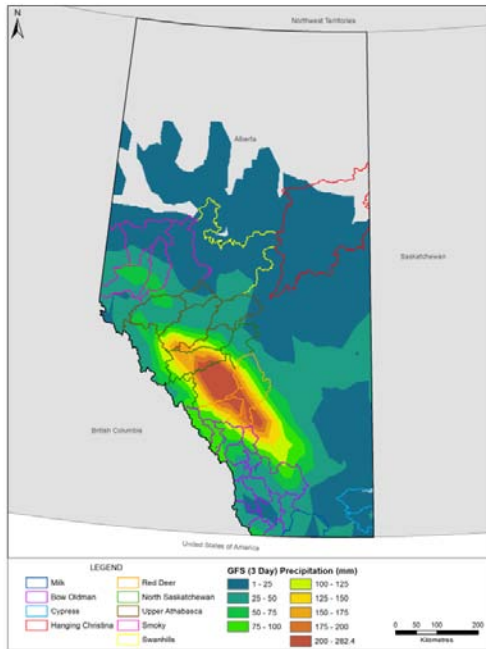 N
Northwest Territories
Alberta
Saskatchewan
British Columbia
United States of America
LEGEND
Milk
Bow Oldman
Cypress
Hanging Christina
Red Deer
North Saskatchewan
Upper Athabasca
Smoky
Swanhills
GFS (3 Day) Precipitation (mm)
1 - 25
25 - 50
50 - 75
75 - 100
100 - 125
125 - 150
150 - 175
175 - 200
200 - 282.4
0 100 200
Kilometres